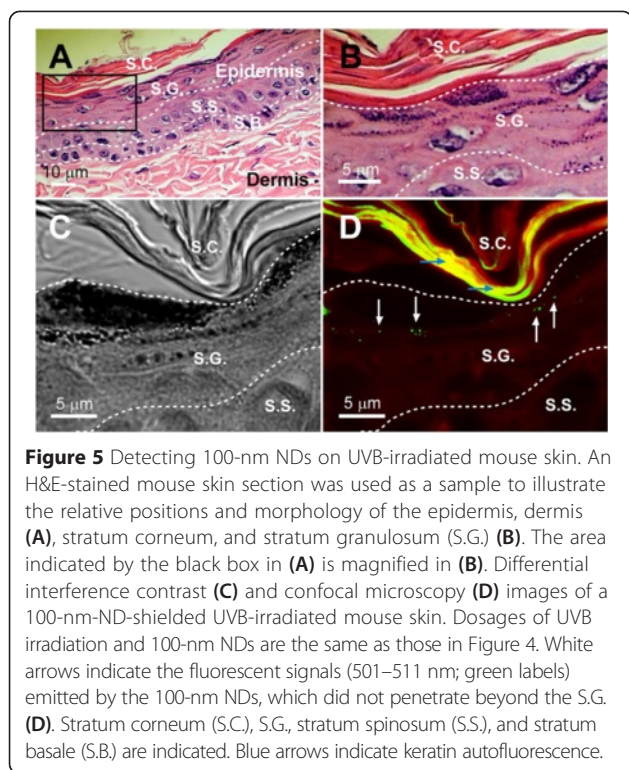 A
S.C.
Epidermis
S.G.
S.S.
S.B.
10 μm
Dermis
B
S.C.
S.G.
S.S.
5 μm
C
S.C.
S.G.
S.S.
5 μm
D
S.C.
S.G.
S.S.
5 μm
Figure 5 Detecting 100-nm NDs on UVB-irradiated mouse skin. An
H&E-stained mouse skin section was used as a sample to illustrate
the relative positions and morphology of the epidermis, dermis
(A), stratum corneum, and stratum granulosum (S.G.) (B). The area
indicated by the black box in (A) is magnified in (B). Differential
interference contrast (C) and confocal microscopy (D) images of a
100-nm-ND-shielded UVB-irradiated mouse skin. Dosages of UVB
irradiation and 100-nm NDs are the same as those in Figure 4. White
arrows indicate the fluorescent signals (501–511 nm; green labels)
emitted by the 100-nm NDs, which did not penetrate beyond the S.G.
(D). Stratum corneum (S.C.), S.G., stratum spinosum (S.S.), and stratum
basale (S.B.) are indicated. Blue arrows indicate keratin autofluorescence.